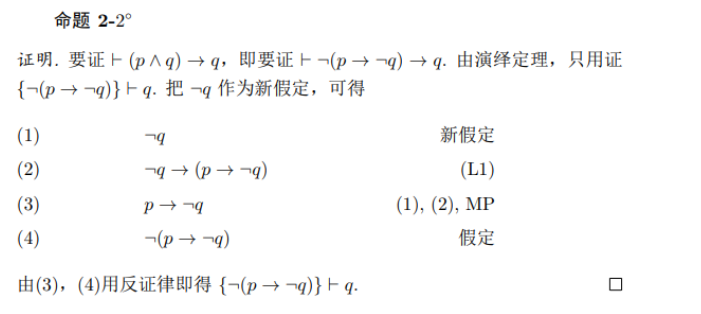 命题 2-2°
证明. 要证 ⊢ (p ∧ q) → q，即要证 ⊢ ¬(p → ¬q) → q. 由演绎定理，只用证
{¬(p → ¬q)} ⊢ q. 把 ¬q 作为新假定，可得
(1) ¬q 新假定
(2) ¬q → (p → ¬q) (L1)
(3) p → ¬q (1), (2), MP
(4) ¬(p → ¬q) 假定
由(3)，(4)用反证律即得 {¬(p → ¬q)} ⊢ q. □